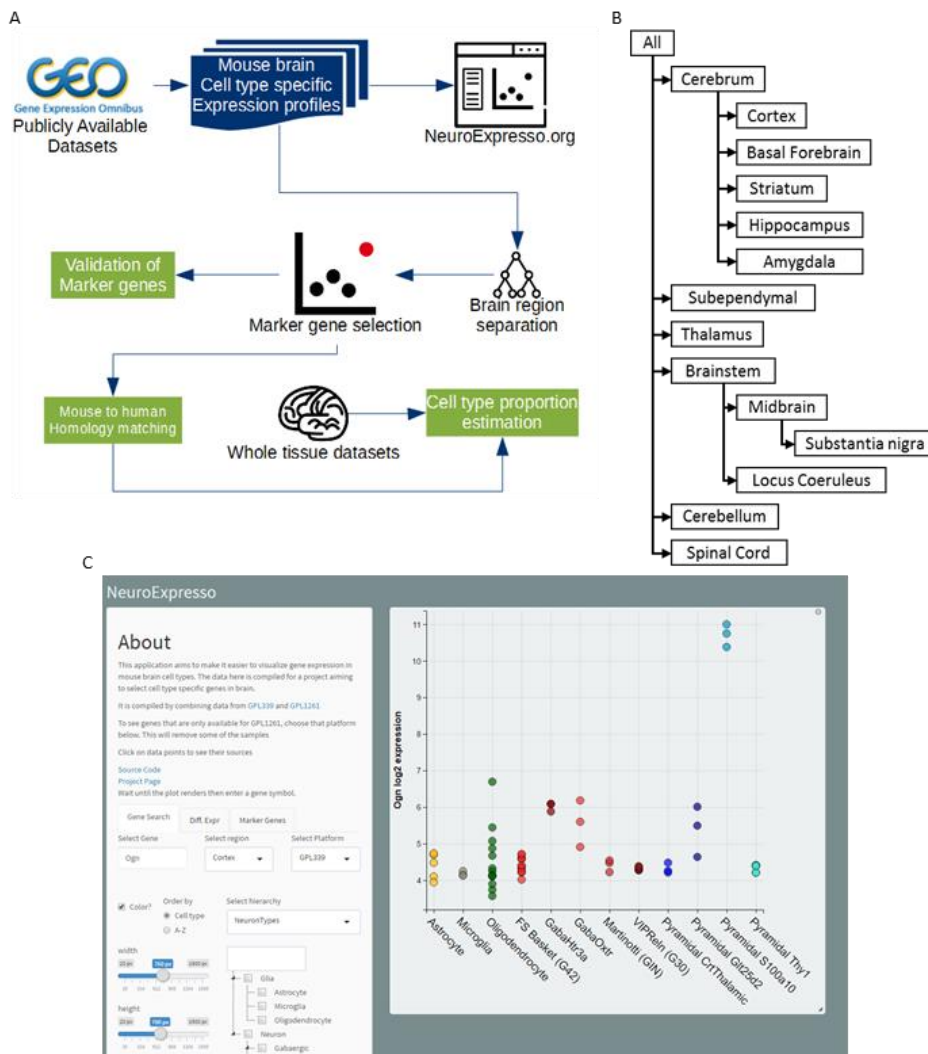 A
GEO
Gene Expression Omnibus
Publicly Available
Datasets
Mouse brain
Cell type specific
Expression profiles
NeuroExpresso.org
Validation of
Marker genes
Marker gene selection
Brain region
separation
Mouse to human
Homology matching
Whole tissue datasets
Cell type proportion
estimation
B
All
Cerebrum
Cortex
Basal Forebrain
Striatum
Hippocampus
Amygdala
Subependymal
Thalamus
Brainstem
Midbrain
Substantia nigra
Locus Coeruleus
Cerebellum
Spinal Cord
C
NeuroExpresso
About
This application aims to make it easier to visualize gene expression in
mouse brain cell types. The data here is compiled for a project aiming
to select cell type specific genes in brain.
It is compiled by combining data from GPL339 and GPL1261
To see genes that are only available for GPL1261, choose that platform
below. This will remove some of the samples
Click on data points to see their sources
Source Code
Project Page
Wait until the plot renders then enter a gene symbol.
Gene Search Diff. Expr Marker Genes
Select Gene Select region Select Platform
Ogn Cortex GPL339
Color? Order by Select hierarchy
Cell type NeuronTypes
A-Z
width
750 px
height
700 px
Glia
Astrocyte
Microglia
Oligodendrocyte
Neuron
Gabaergic
Ogn log2 expression
11
10
9
8
7
6
5
4
Astrocyte
Microglia
Oligodendrocyte
FS Basket (G42)
GabaHtr3a
GabaOxtr
Martinotti (GIN)
VIPReln (G30)
Pyramidal CrtThalamic
Pyramidal Glt25d2
Pyramidal S100a10
Pyramidal Thy1